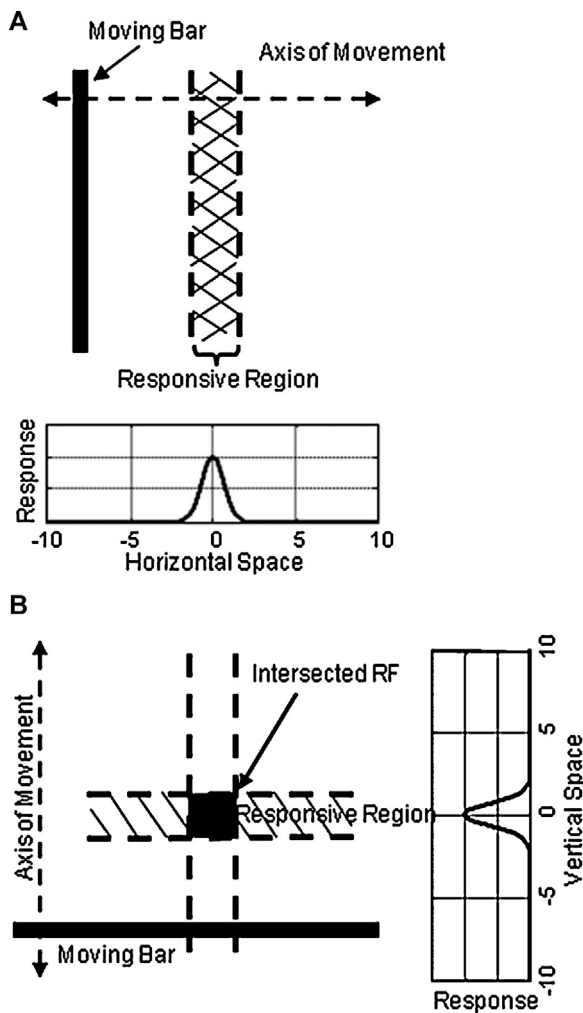 A
Moving Bar
Axis of Movement
Responsive Region
Response
-10 -5 0 5 10
Horizontal Space
B
Axis of Movement
Intersected RF
Responsive Region
Moving Bar
10
5
0
-5
-10
Vertical Space
Response